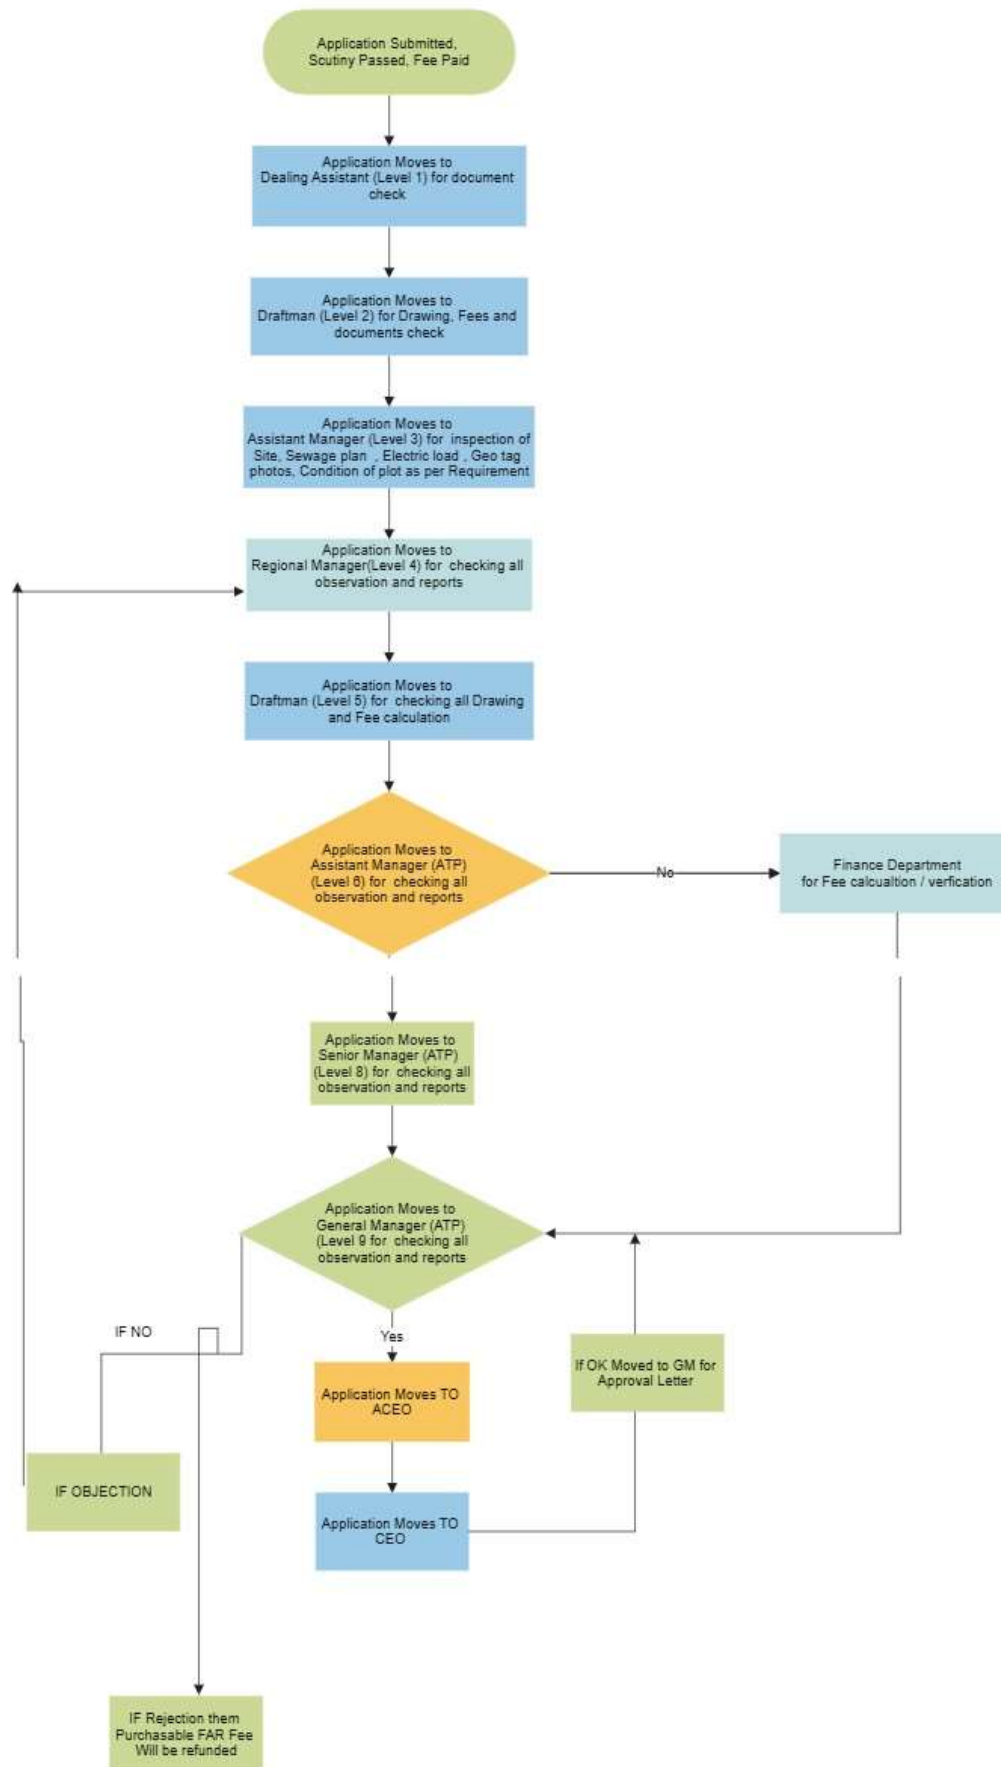 Application Submitted,
Scutiny Passed, Fee Paid
Application Moves to
Dealing Assistant (Level 1) for document
check
Application Moves to
Draftman (Level 2) for Drawing, Fees and
documents check
Application Moves to
Assistant Manager (Level 3) for inspection of
Site, Sewage plan , Electric load , Geo tag
photos, Condition of plot as per Requirement
Application Moves to
Regional Manager(Level 4) for checking all
observation and reports
Application Moves to
Draftman (Level 5) for checking all Drawing
and Fee calculation
Application Moves to
Assistant Manager (ATP)
(Level 6) for checking all
observation and reports
No
Finance Department
for Fee calcualtion / verfication
Application Moves to
Senior Manager (ATP)
(Level 8) for checking all
observation and reports
Application Moves to
General Manager (ATP)
(Level 9 for checking all
observation and reports
IF NO
Yes
If OK Moved to GM for
Approval Letter
Application Moves TO
ACEO
IF OBJECTION
Application Moves TO
CEO
IF Rejection them
Purchasable FAR Fee
Will be refunded